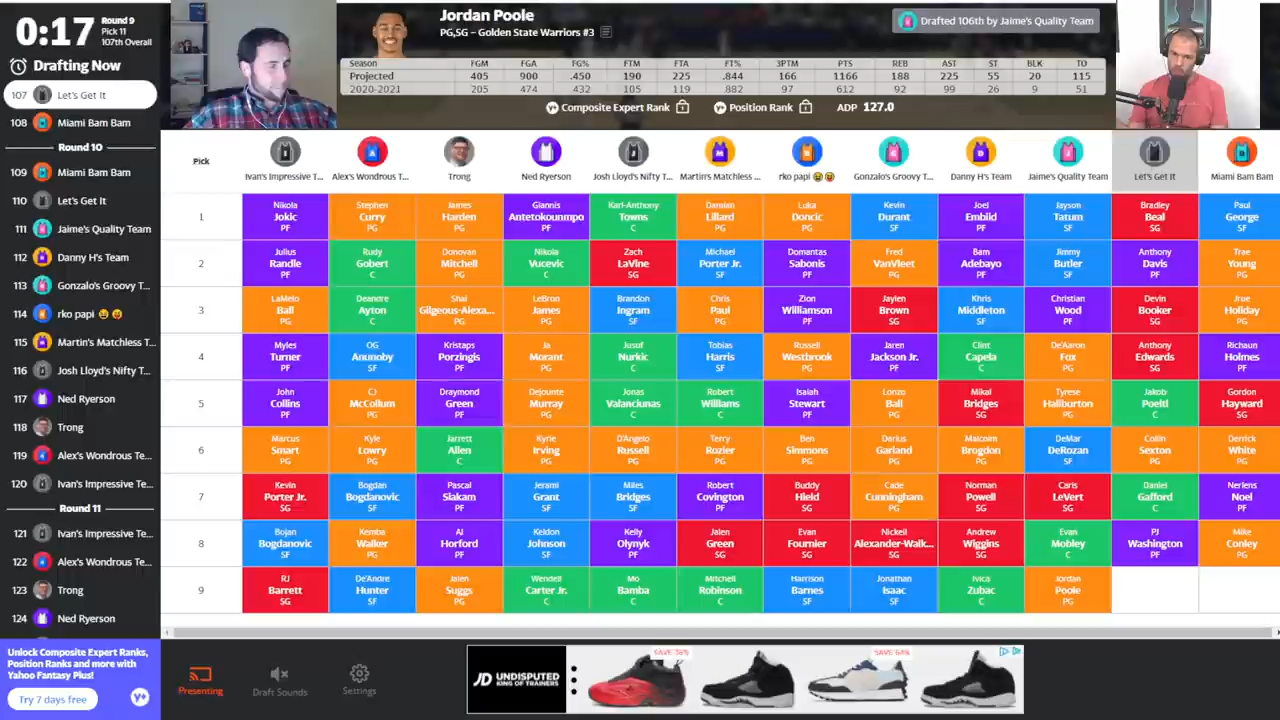 0:17
Round 9
Pick 11
107th Overall
Drafting Now
107 Let's Get It
108 Miami Bam Bam
Round 10
109 Miami Bam Bam
110 Let's Get It
111 Jaime's Quality Team
112 Danny H's Team
113 Gonzalo's Groovy T...
114 rko papi
115 Martin's Matchless T...
116 Josh Lloyd's Nifty T...
117 Ned Ryerson
118 Trong
119 Alex's Wondrous Te...
120 Ivan's Impressive Te...
Round 11
121 Ivan's Impressive Te...
122 Alex's Wondrous Te...
123 Trong
124 Ned Ryerson
Unlock Composite Expert Ranks,
Position Ranks and more with
Yahoo Fantasy Plus!
Try 7 days free
Y+
Jordan Poole
PG,SG – Golden State Warriors #3
Drafted 106th by Jaime's Quality Team
Season FGM FGA FG% FTM FTA FT% 3PTM PTS REB AST ST BLK TO
Projected 405 900 .450 190 225 .844 166 1166 188 225 55 20 115
2020-2021 205 474 .432 105 119 .882 97 612 92 99 26 9 51
Y+ Composite Expert Rank Y+ Position Rank ADP 127.0
Pick Ivan's Impressive T... Alex's Wondrous T... Trong Ned Ryerson Josh Lloyd's Nifty T... Martin's Matchless ... rko papi Gonzalo's Groovy T... Danny H's Team Jaime's Quality Team Let's Get It Miami Bam Bam
Nikola Stephen James Giannis Karl-Anthony Damian Luka Kevin Joel Jayson Bradley Paul
1 Jokic Curry Harden Antetokounmpo Towns Lillard Doncic Durant Embiid Tatum Beal George
PF PG PG PF C PG PG SF PF SF SG SF
Julius Rudy Donovan Nikola Zach Michael Domantas Fred Bam Jimmy Anthony Trae
2 Randle Gobert Mitchell Vucevic LaVine Porter Jr. Sabonis VanVleet Adebayo Butler Davis Young
PF C PG C SG SF PF PG PF SF PF PG
LaMelo Deandre Shai LeBron Brandon Chris Zion Jaylen Khris Christian Devin Jrue
3 Ball Ayton Gilgeous-Alexa... James Ingram Paul Williamson Brown Middleton Wood Booker Holiday
PG C PG PG SF PG PF SG SF PF SG PG
Myles OG Kristaps Ja Jusuf Tobias Russell Jaren Clint De'Aaron Anthony Richaun
4 Turner Anunoby Porzingis Morant Nurkic Harris Westbrook Jackson Jr. Capela Fox Edwards Holmes
PF SF PF PG C SF PG PF C PG SG PF
John CJ Draymond Dejounte Jonas Robert Isaiah Lonzo Mikal Tyrese Jakob Gordon
5 Collins McCollum Green Murray Valanciunas Williams Stewart Ball Bridges Haliburton Poeltl Hayward
PF PG PF PG C C PF PG SG PG C SG
Marcus Kyle Jarrett Kyrie D'Angelo Terry Ben Darius Malcolm DeMar Collin Derrick
6 Smart Lowry Allen Irving Russell Rozier Simmons Garland Brogdon DeRozan Sexton White
PG PG C PG PG PG PG PG PG SF PG PG
Kevin Bogdan Pascal Jerami Miles Robert Buddy Cade Norman Caris Daniel Nerlens
7 Porter Jr. Bogdanovic Siakam Grant Bridges Covington Hield Cunningham Powell LeVert Gafford Noel
SG SF PF SF SF PF SG PG SG SG C PF
Bojan Kemba Al Keldon Kelly Jalen Evan Nickeil Andrew Evan PJ Mike
8 Bogdanovic Walker Horford Johnson Olynyk Green Fournier Alexander-Walk... Wiggins Mobley Washington Conley
SF PG PF SF PF SG SG SG SG C PF PG
RJ De'Andre Jalen Wendell Mo Mitchell Harrison Jonathan Ivica Jordan
9 Barrett Hunter Suggs Carter Jr. Bamba Robinson Barnes Isaac Zubac Poole
SG SF PG C C C SF SF C PG
Presenting
Draft Sounds
Settings
JD UNDISPUTED
KING OF TRAINERS